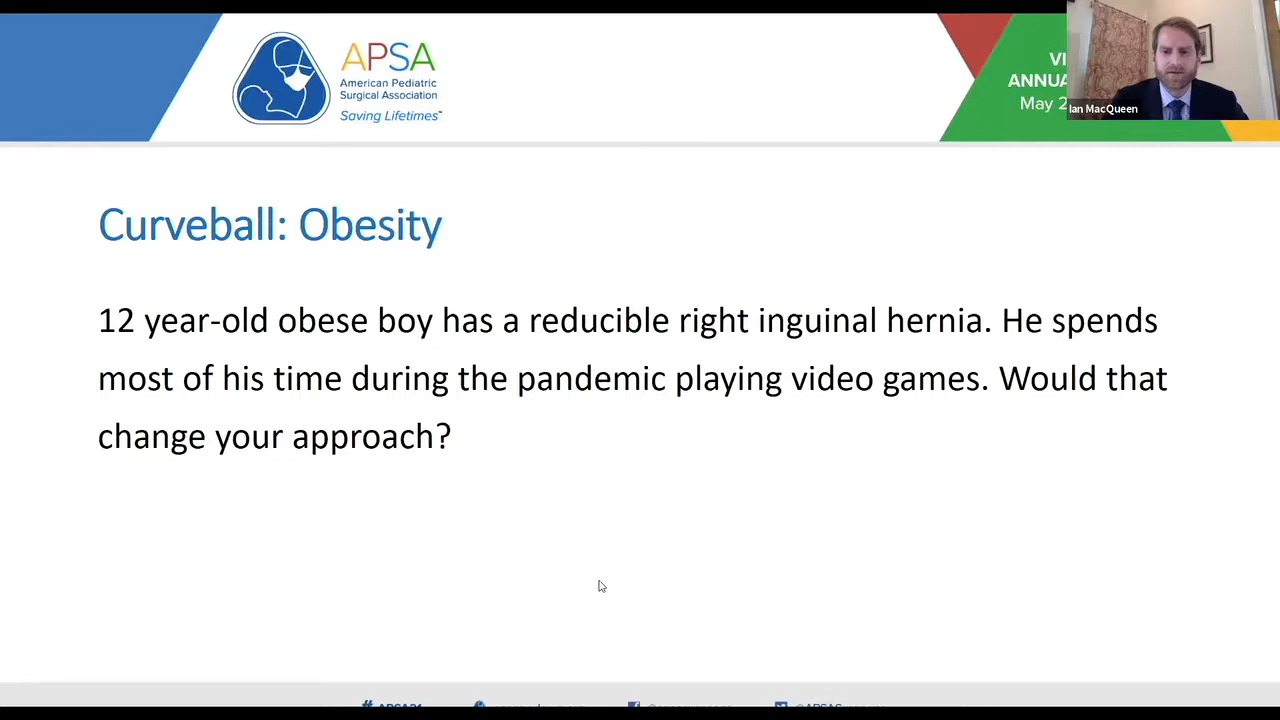 APSA
American Pediatric
Surgical Association
Saving Lifetimes
VI
ANNUA
May 2
Ian MacQueen
Curveball: Obesity
12 year-old obese boy has a reducible right inguinal hernia. He spends
most of his time during the pandemic playing video games. Would that
change your approach?